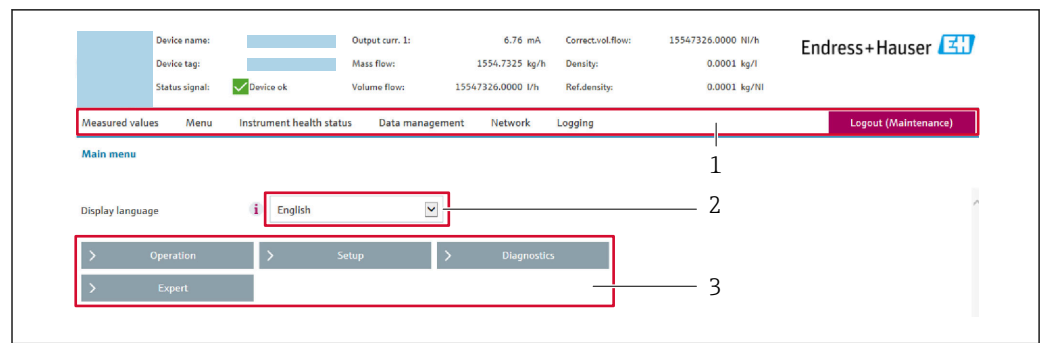 Device name: Output curr. 1: 6.76 mA Correct.vol.flow: 15547326.0000 Nl/h
Endress+Hauser EH
Device tag: Mass flow: 1554.7325 kg/h Density: 0.0001 kg/l
Status signal: Device ok Volume flow: 15547326.0000 l/h Ref.density: 0.0001 kg/Nl
Measured values Menu Instrument health status Data management Network Logging Logout (Maintenance)
1
Main menu
Display language i English 2
> Operation > Setup > Diagnostics
> Expert 3